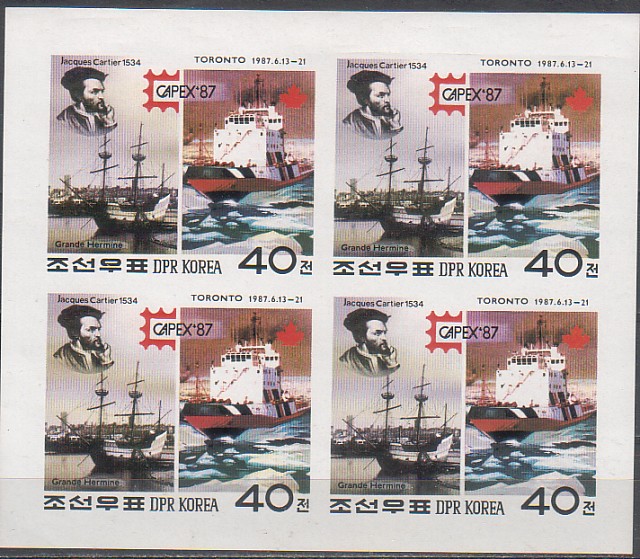 Jacques Cartier 1534 TORONTO 1987.6.13-21
CAPEX'87
Grande Hermine
조선우표 DPR KOREA 40전
Jacques Cartier 1534 TORONTO 1987.6.13-21
CAPEX'87
Grande Hermine
조선우표 DPR KOREA 40전
Jacques Cartier 1534 TORONTO 1987.6.13-21
CAPEX'87
Grande Hermine
조선우표 DPR KOREA 40전
Jacques Cartier 1534 TORONTO 1987.6.13-21
CAPEX'87
Grande Hermine
조선우표 DPR KOREA 40전